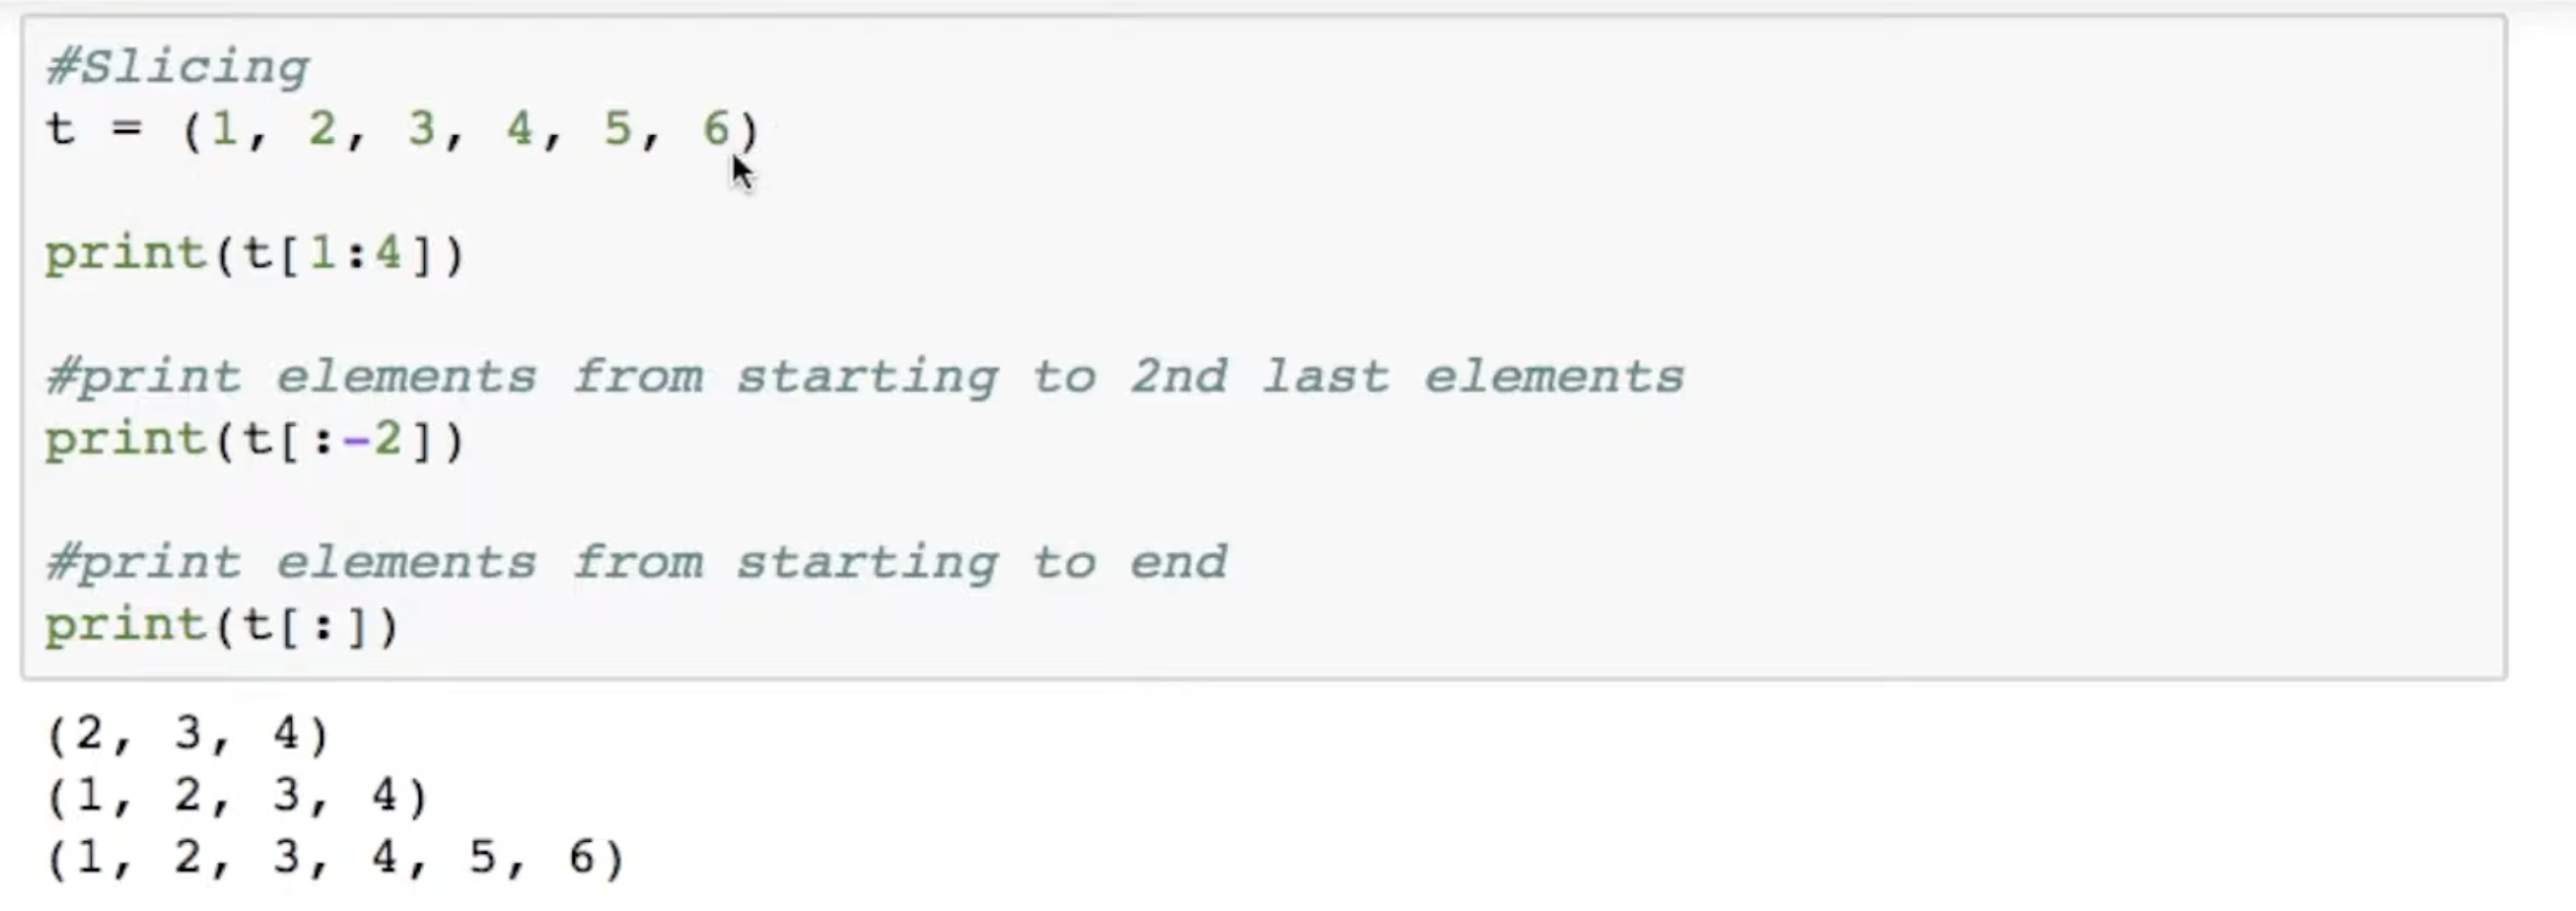 #Slicing
t = (1, 2, 3, 4, 5, 6)
print(t[1:4])
#print elements from starting to 2nd last elements
print(t[:-2])
#print elements from starting to end
print(t[:])
(2, 3, 4)
(1, 2, 3, 4)
(1, 2, 3, 4, 5, 6)